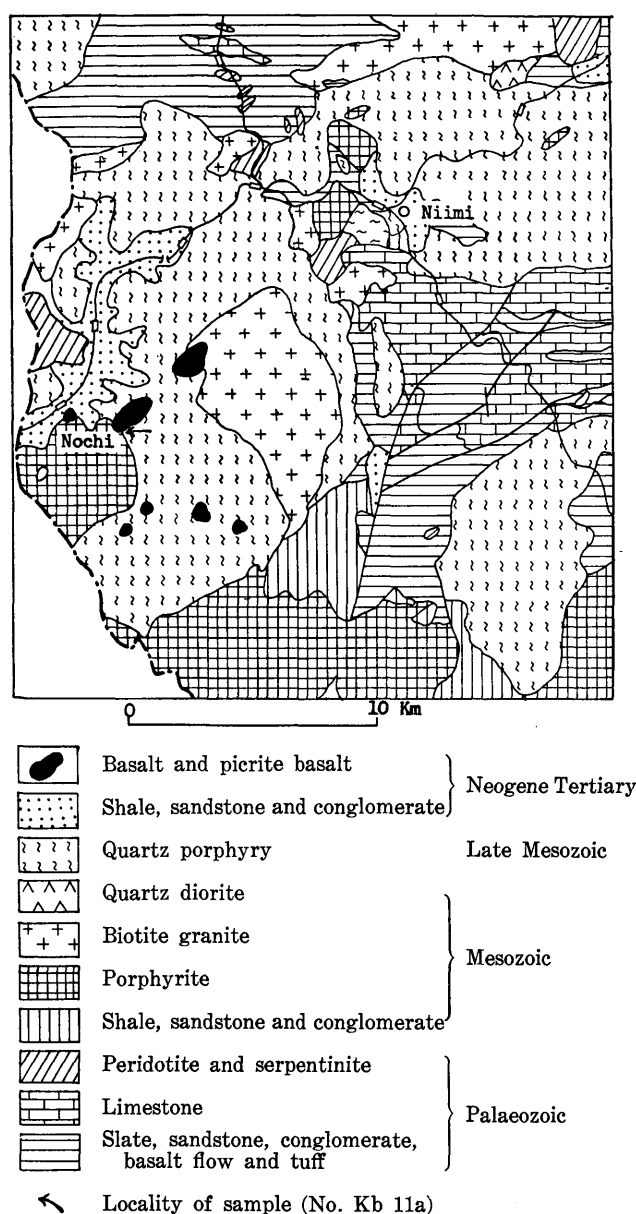 Niimi
Nochi
0 10 Km
Basalt and picrite basalt
Neogene Tertiary
Shale, sandstone and conglomerate
Quartz porphyry Late Mesozoic
Quartz diorite
Biotite granite
Mesozoic
Porphyrite
Shale, sandstone and conglomerate
Peridotite and serpentinite
Limestone
Palaeozoic
Slate, sandstone, conglomerate,
basalt flow and tuff
Locality of sample (No. Kb 11a)